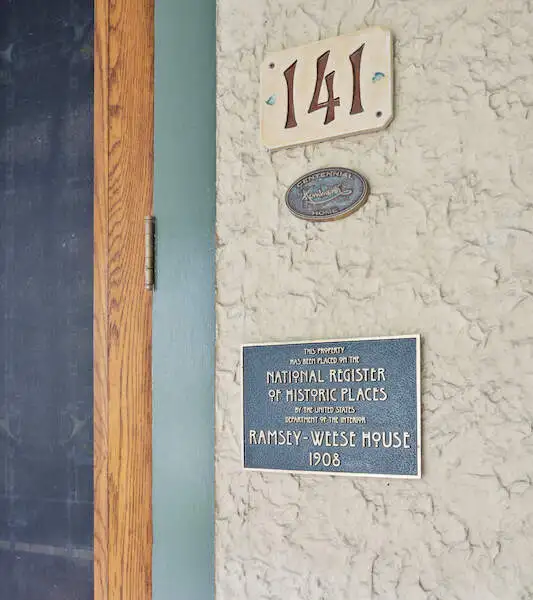 141
CENTENNIAL
HOME
THIS PROPERTY
HAS BEEN PLACED ON THE
NATIONAL REGISTER
OF HISTORIC PLACES
BY THE UNITED STATES
DEPARTMENT OF THE INTERIOR
RAMSEY-WEESE HOUSE
1908